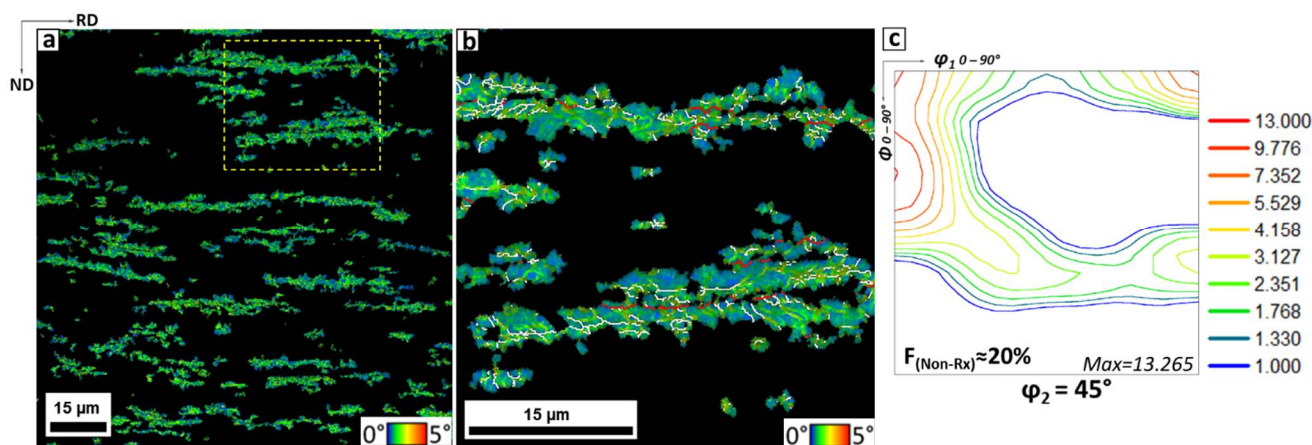 RD
ND
a
15 µm
0° 5°
b
15 µm
0° 5°
c
φ1 0 – 90°
Φ 0 – 90°
F(Non-Rx)≈20%
Max=13.265
φ2 = 45°
13.000
9.776
7.352
5.529
4.158
3.127
2.351
1.768
1.330
1.000